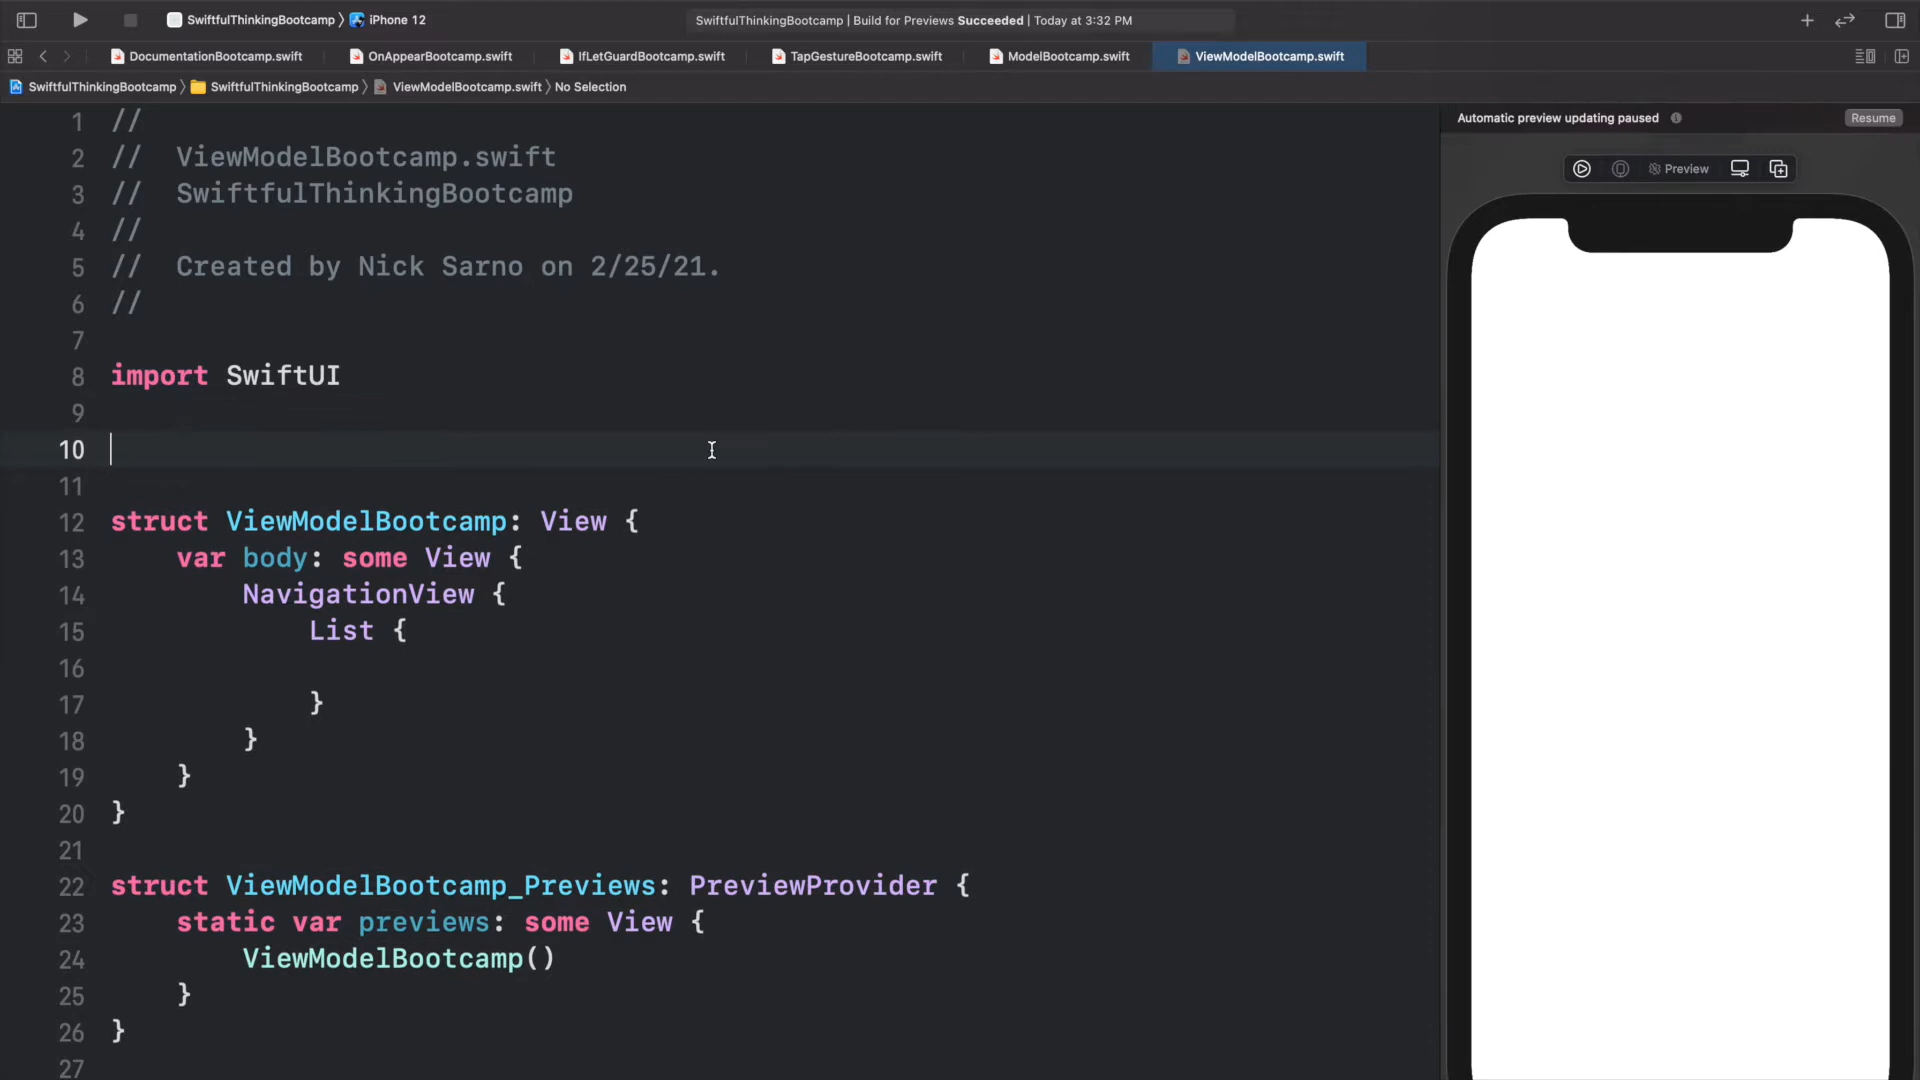 SwiftfulThinkingBootcamp 〉 iPhone 12
SwiftfulThinkingBootcamp | Build for Previews Succeeded | Today at 3:32 PM
DocumentationBootcamp.swift OnAppearBootcamp.swift IfLetGuardBootcamp.swift TapGestureBootcamp.swift ModelBootcamp.swift ViewModelBootcamp.swift
SwiftfulThinkingBootcamp 〉 SwiftfulThinkingBootcamp 〉 ViewModelBootcamp.swift 〉 No Selection
1 //
2 //  ViewModelBootcamp.swift
3 //  SwiftfulThinkingBootcamp
4 //
5 //  Created by Nick Sarno on 2/25/21.
6 //
7
8 import SwiftUI
9
10
11
12 struct ViewModelBootcamp: View {
13     var body: some View {
14         NavigationView {
15             List {
16
17             }
18         }
19     }
20 }
21
22 struct ViewModelBootcamp_Previews: PreviewProvider {
23     static var previews: some View {
24         ViewModelBootcamp()
25     }
26 }
27
Automatic preview updating paused Resume
Preview